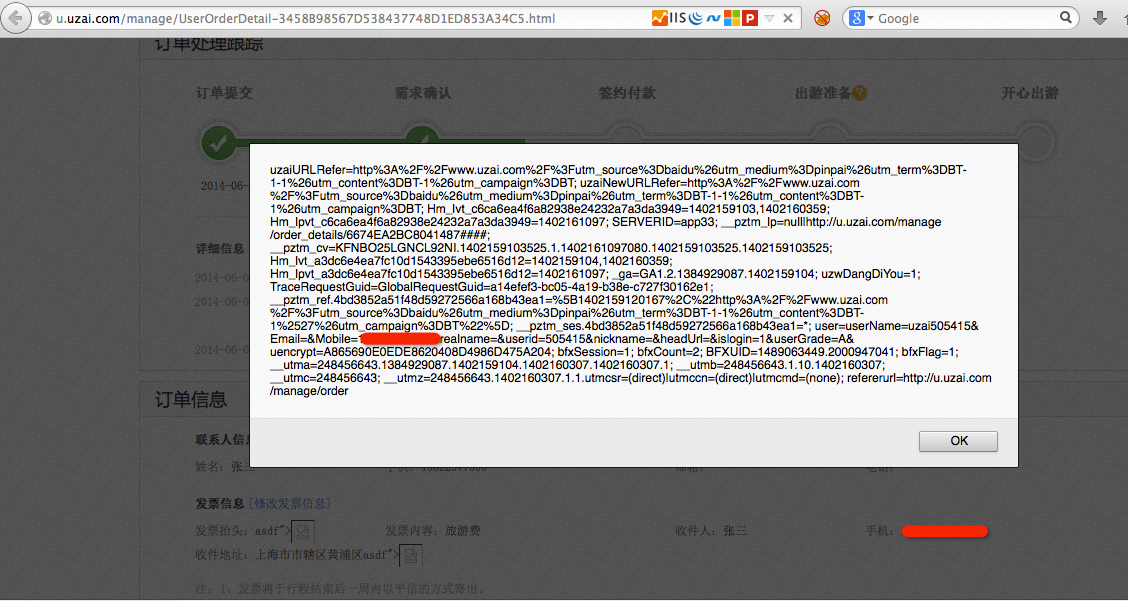 u.uzai.com/manage/UserOrderDetail-3458B98567D538437748D1ED853A34C5.html
IIS
P
Google
订单处理跟踪
订单提交
需求确认
签约付款
出游准备?
开心出游
2014-06-
uzaiURLRefer=http%3A%2F%2Fwww.uzai.com%2F%3Futm_source%3Dbaidu%26utm_medium%3Dpinpai%26utm_term%3DBT-
1-1%26utm_content%3DBT-1%26utm_campaign%3DBT; uzaiNewURLRefer=http%3A%2F%2Fwww.uzai.com
%2F%3Futm_source%3Dbaidu%26utm_medium%3Dpinpai%26utm_term%3DBT-1-1%26utm_content%3DBT-
1%26utm_campaign%3DBT; Hm_lvt_c6ca6ea4f6a82938e24232a7a3da3949=1402159103,1402160359;
Hm_lpvt_c6ca6ea4f6a82938e24232a7a3da3949=1402161097; SERVERID=app33; __pztm_lp=nulllhttp://u.uzai.com/manage
/order_details/6674EA2BC8041487####;
__pztm_cv=KFNBO25LGNCL92NI.1402159103525.1.1402161097080.1402159103525.1402159103525;
Hm_lvt_a3dc6e4ea7fc10d1543395ebe6516d12=1402159104,1402160359;
Hm_lpvt_a3dc6e4ea7fc10d1543395ebe6516d12=1402161097; _ga=GA1.2.1384929087.1402159104; uzwDangDiYou=1;
TraceRequestGuid=GlobalRequestGuid=a14efef3-bc05-4a19-b38e-c727f30162e1;
__pztm_ref.4bd3852a51f48d59272566a168b43ea1=%5B1402159120167%2C%22http%3A%2F%2Fwww.uzai.com
%2F%3Futm_source%3Dbaidu%26utm_medium%3Dpinpai%26utm_term%3DBT-1-1%26utm_content%3DBT-
1%2527%26utm_campaign%3DBT%22%5D; __pztm_ses.4bd3852a51f48d59272566a168b43ea1=*; user=userName=uzai505415&
Email=&Mobile=1 realname=&userid=505415&nickname=&headUrl=&islogin=1&userGrade=A&
uencrypt=A865690E0EDE8620408D4986D475A204; bfxSession=1; bfxCount=2; BFXUID=1489063449.2000947041; bfxFlag=1;
__utma=248456643.1384929087.1402159104.1402160307.1402160307.1; __utmb=248456643.1.10.1402160307;
__utmc=248456643; __utmz=248456643.1402160307.1.1.utmcsr=(direct)|utmccn=(direct)|utmcmd=(none); refererurl=http://u.uzai.com
/manage/order
OK
详细信息
2014-06-0
2014-06-0
2014-06-0
订单信息
联系人信息
姓名：张三
发票信息 [修改发票信息]
发票抬头：asdf">
发票内容：旅游费
收件人：张三
手机：
收件地址：上海市市辖区黄浦区asdf">
注：1、发票将于行程结束后一周内以平信的方式寄出。